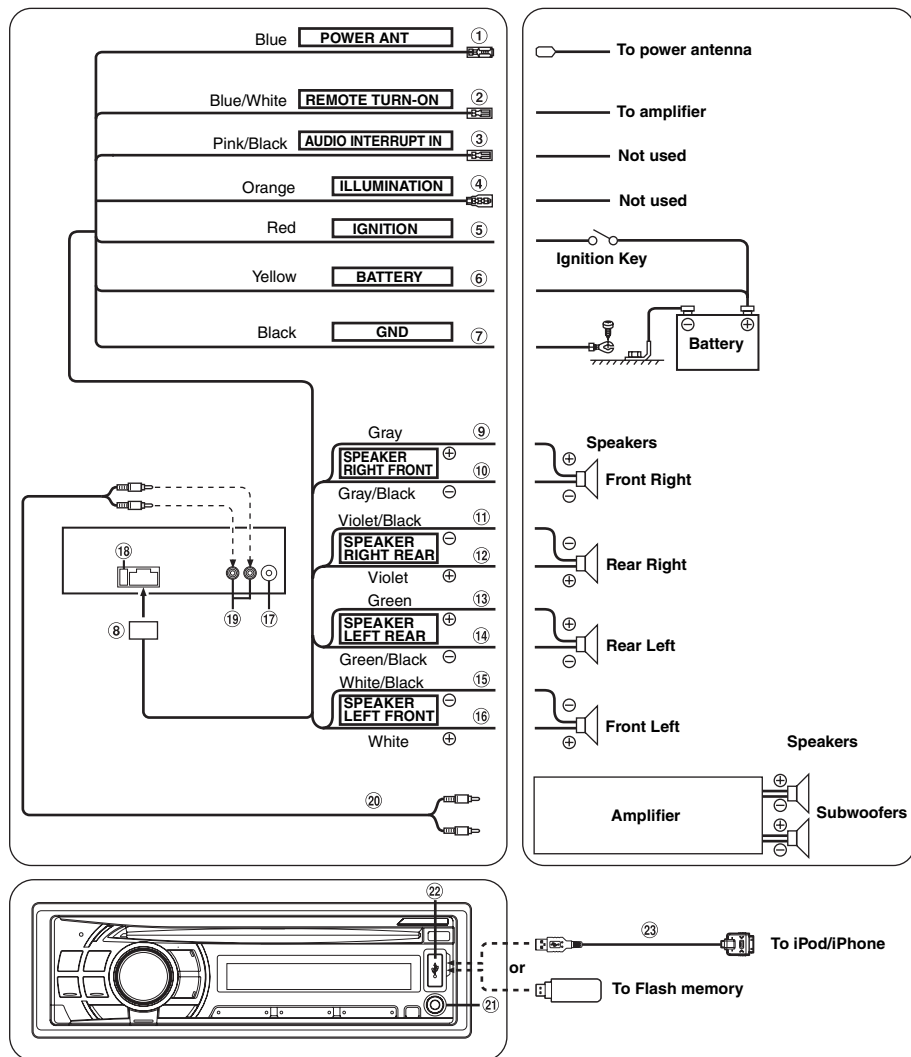 Blue POWER ANT ① To power antenna
Blue/White REMOTE TURN-ON ② To amplifier
Pink/Black AUDIO INTERRUPT IN ③ Not used
Orange ILLUMINATION ④ Not used
Red IGNITION ⑤
Ignition Key
Yellow BATTERY ⑥
Black GND ⑦
⊖ ⊕
Battery
Gray ⑨ Speakers
SPEAKER
RIGHT FRONT ⊕ ⑩ ⊕ ⊖ Front Right
Gray/Black ⊖
Violet/Black ⑪
SPEAKER
RIGHT REAR ⊖ ⑫ ⊖ ⊕ Rear Right
Violet ⊕
Green ⑬
SPEAKER
LEFT REAR ⊕ ⑭ ⊕ ⊖ Rear Left
Green/Black ⊖
White/Black ⑮
SPEAKER
LEFT FRONT ⊖ ⑯ ⊖ ⊕ Front Left
White ⊕
⑱
⑧ ⑲ ⑰
⑳
Speakers
Amplifier ⊕ ⊖ ⊕ ⊖ Subwoofers
㉒
㉓
To iPod/iPhone
or
To Flash memory
㉑